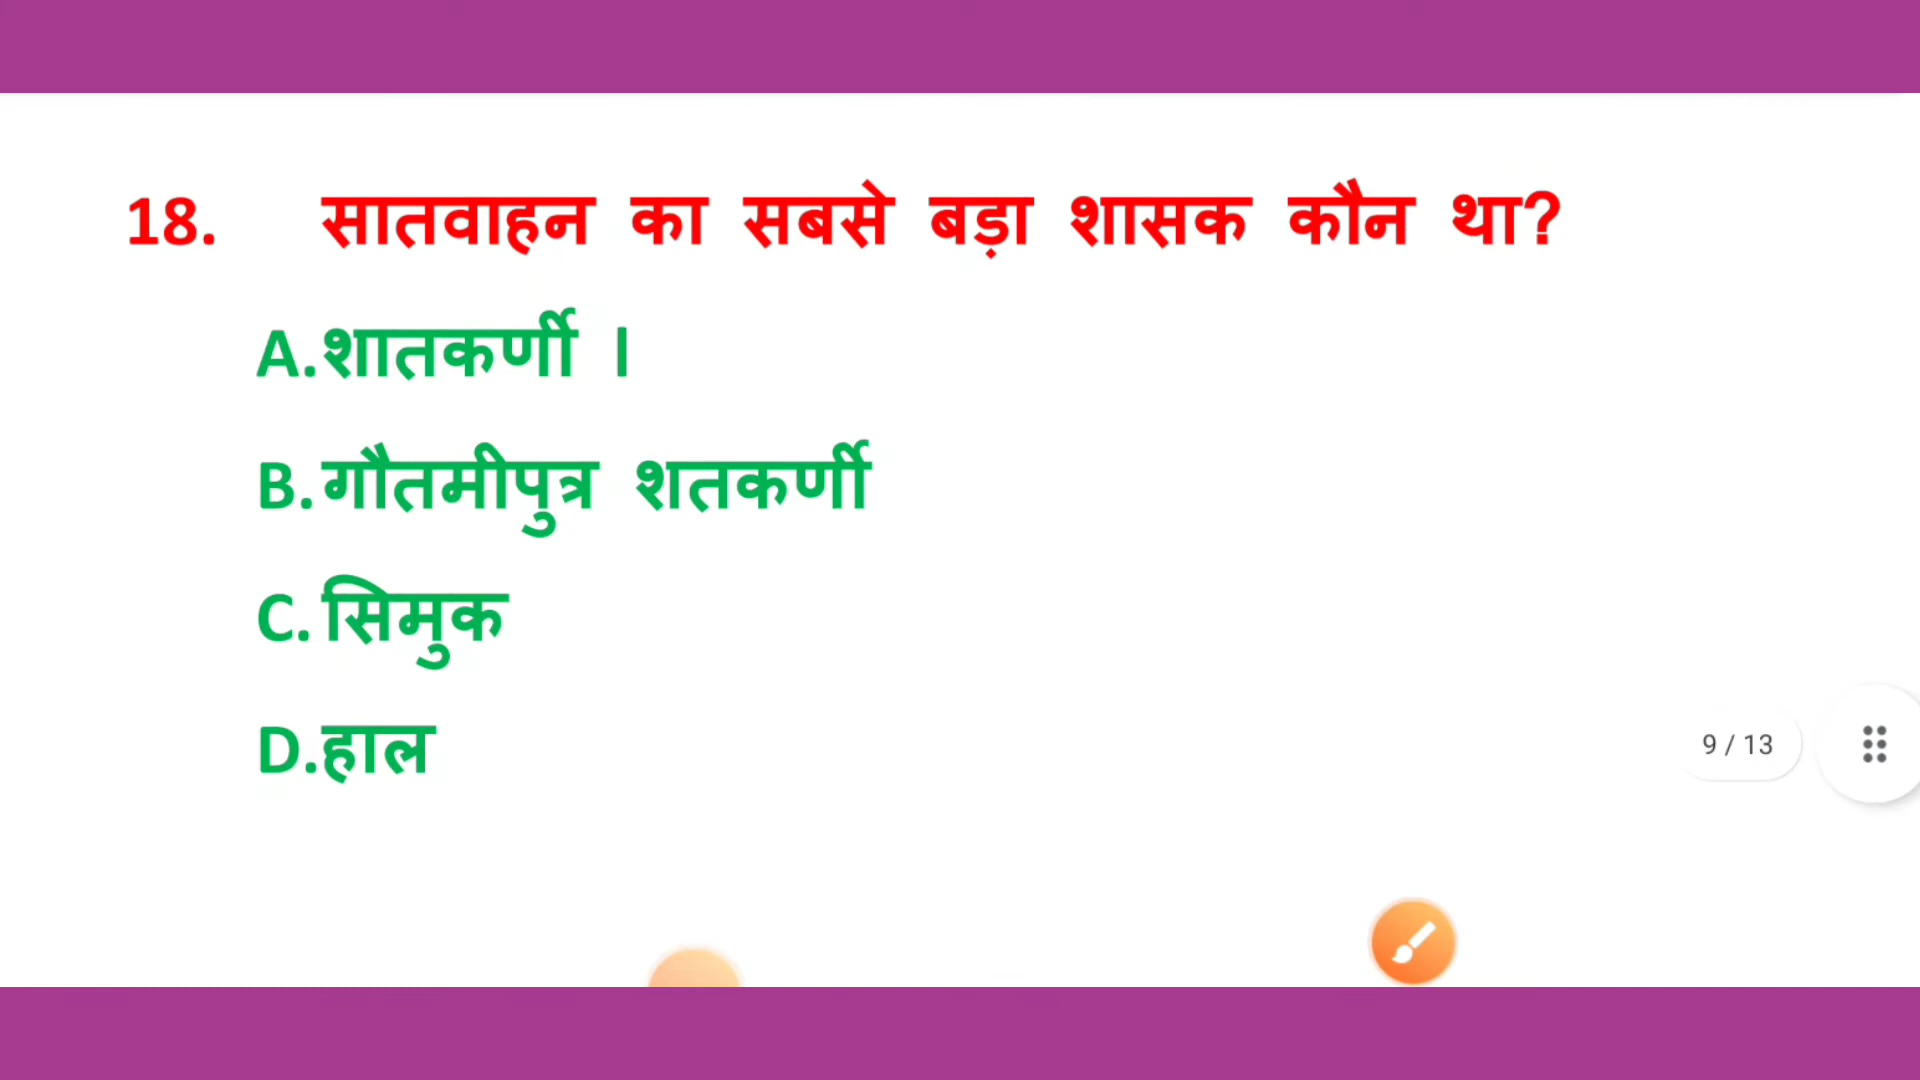 18. सातवाहन का सबसे बड़ा शासक कौन था?
A. शातकर्णी I
B. गौतमीपुत्र शतकर्णी
C. सिमुक
D. हाल
9 / 13